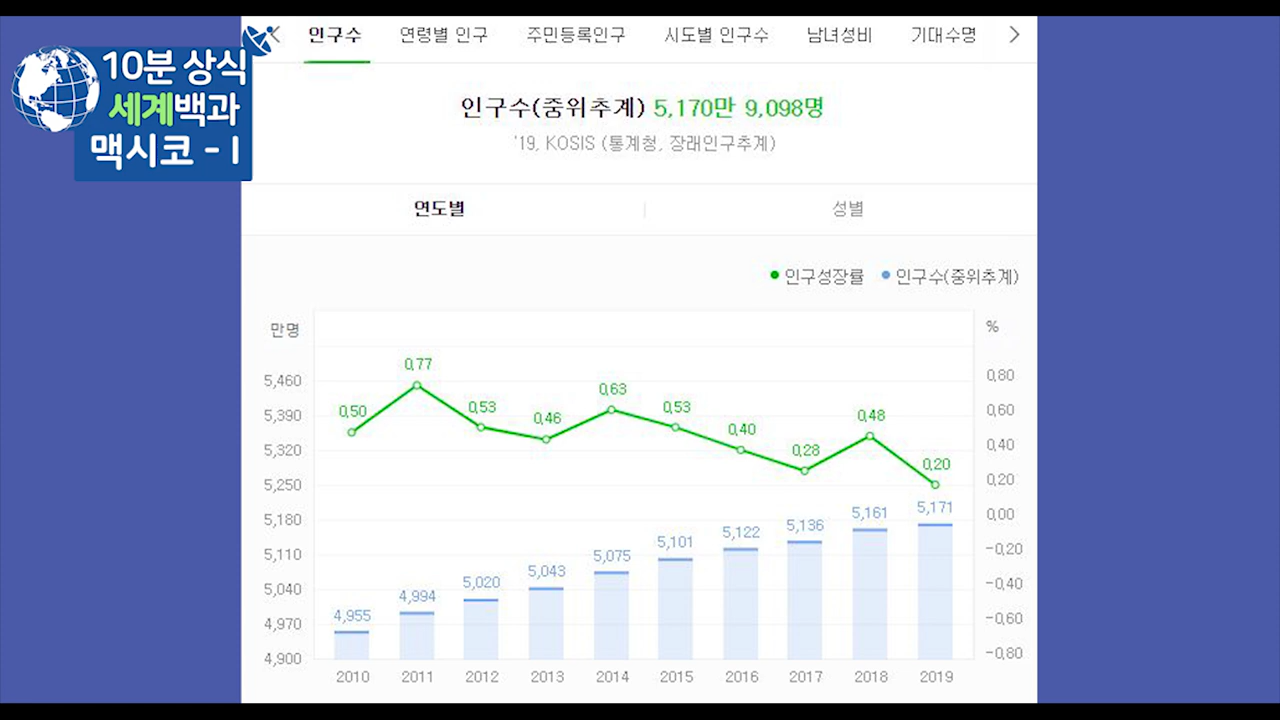 10분 상식
세계백과
맥시코 - I
인구수 연령별 인구 주민등록인구 시도별 인구수 남녀성비 기대수명
인구수(중위추계) 5,170만 9,098명
'19, KOSIS (통계청, 장래인구추계)
연도별 성별
인구성장률 인구수(중위추계)
만명 %
5,460
5,390
5,320
5,250
5,180
5,110
5,040
4,970
4,900
0,80
0,60
0,40
0,20
0,00
-0,20
-0,40
-0,60
-0,80
0,50 0,77 0,53 0,46 0,63 0,53 0,40 0,28 0,48 0,20
4,955 4,994 5,020 5,043 5,075 5,101 5,122 5,136 5,161 5,171
2010 2011 2012 2013 2014 2015 2016 2017 2018 2019